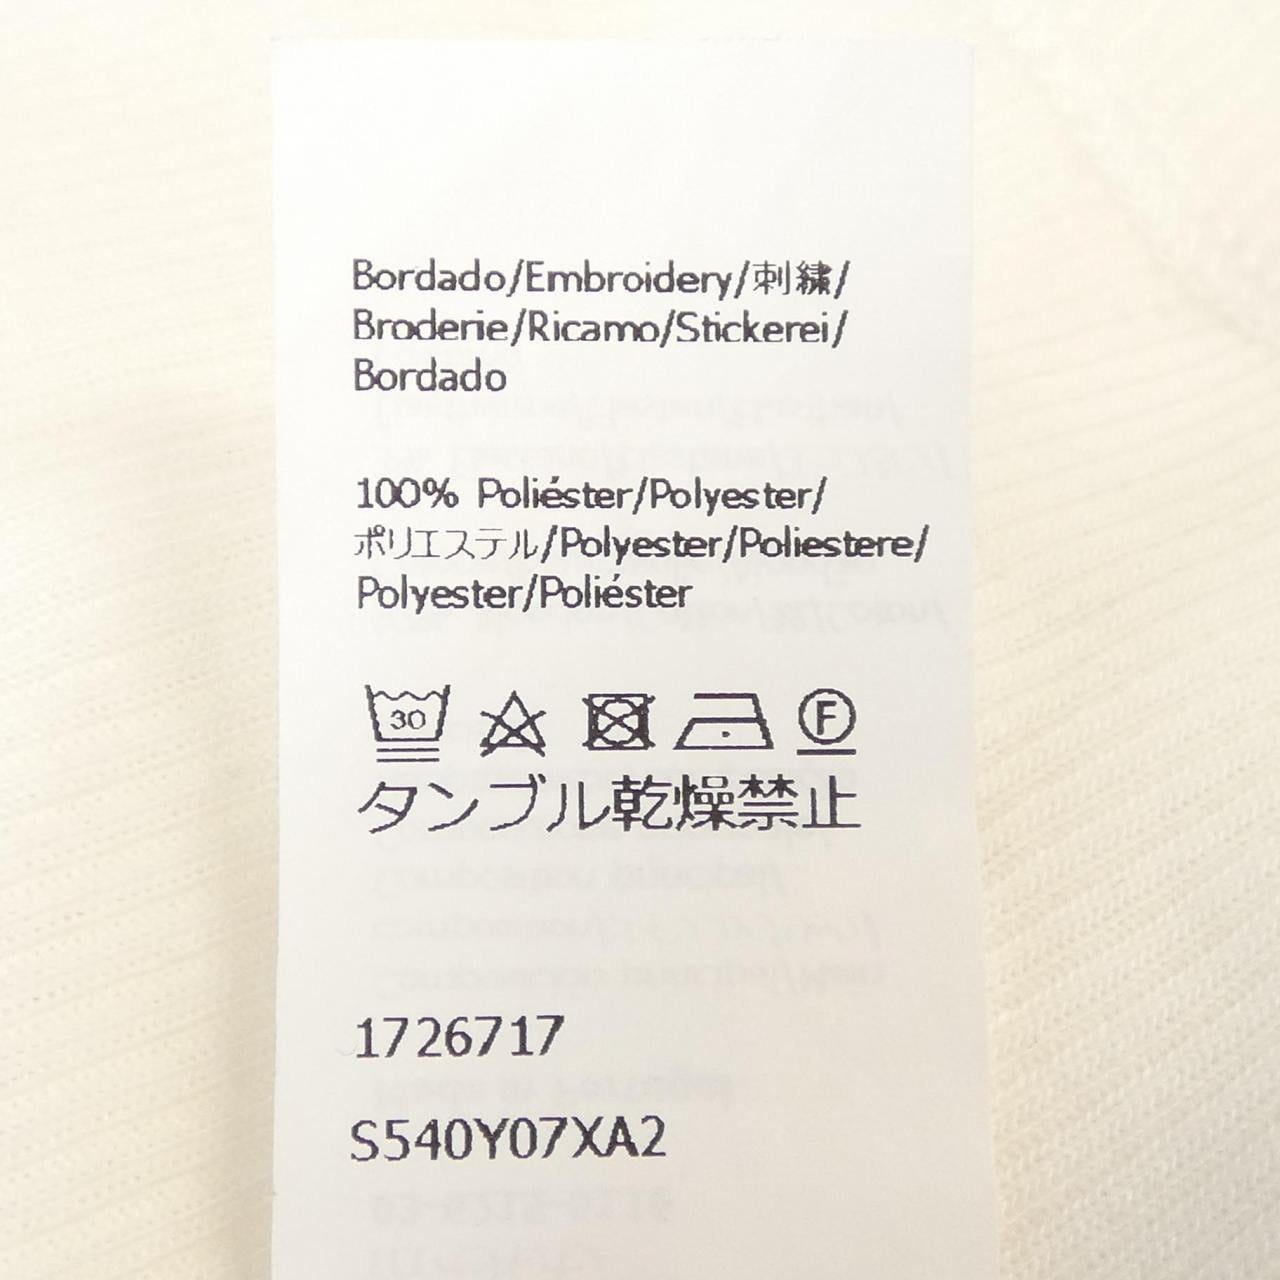 Bordado/Embroidery/刺繍/
Broderie/Ricamo/Stickerei/
Bordado
100% Poliéster/Polyester/
ポリエステル/Polyester/Poliestere/
Polyester/Poliéster
30
F
タンブル乾燥禁止
1726717
S540Y07XA2